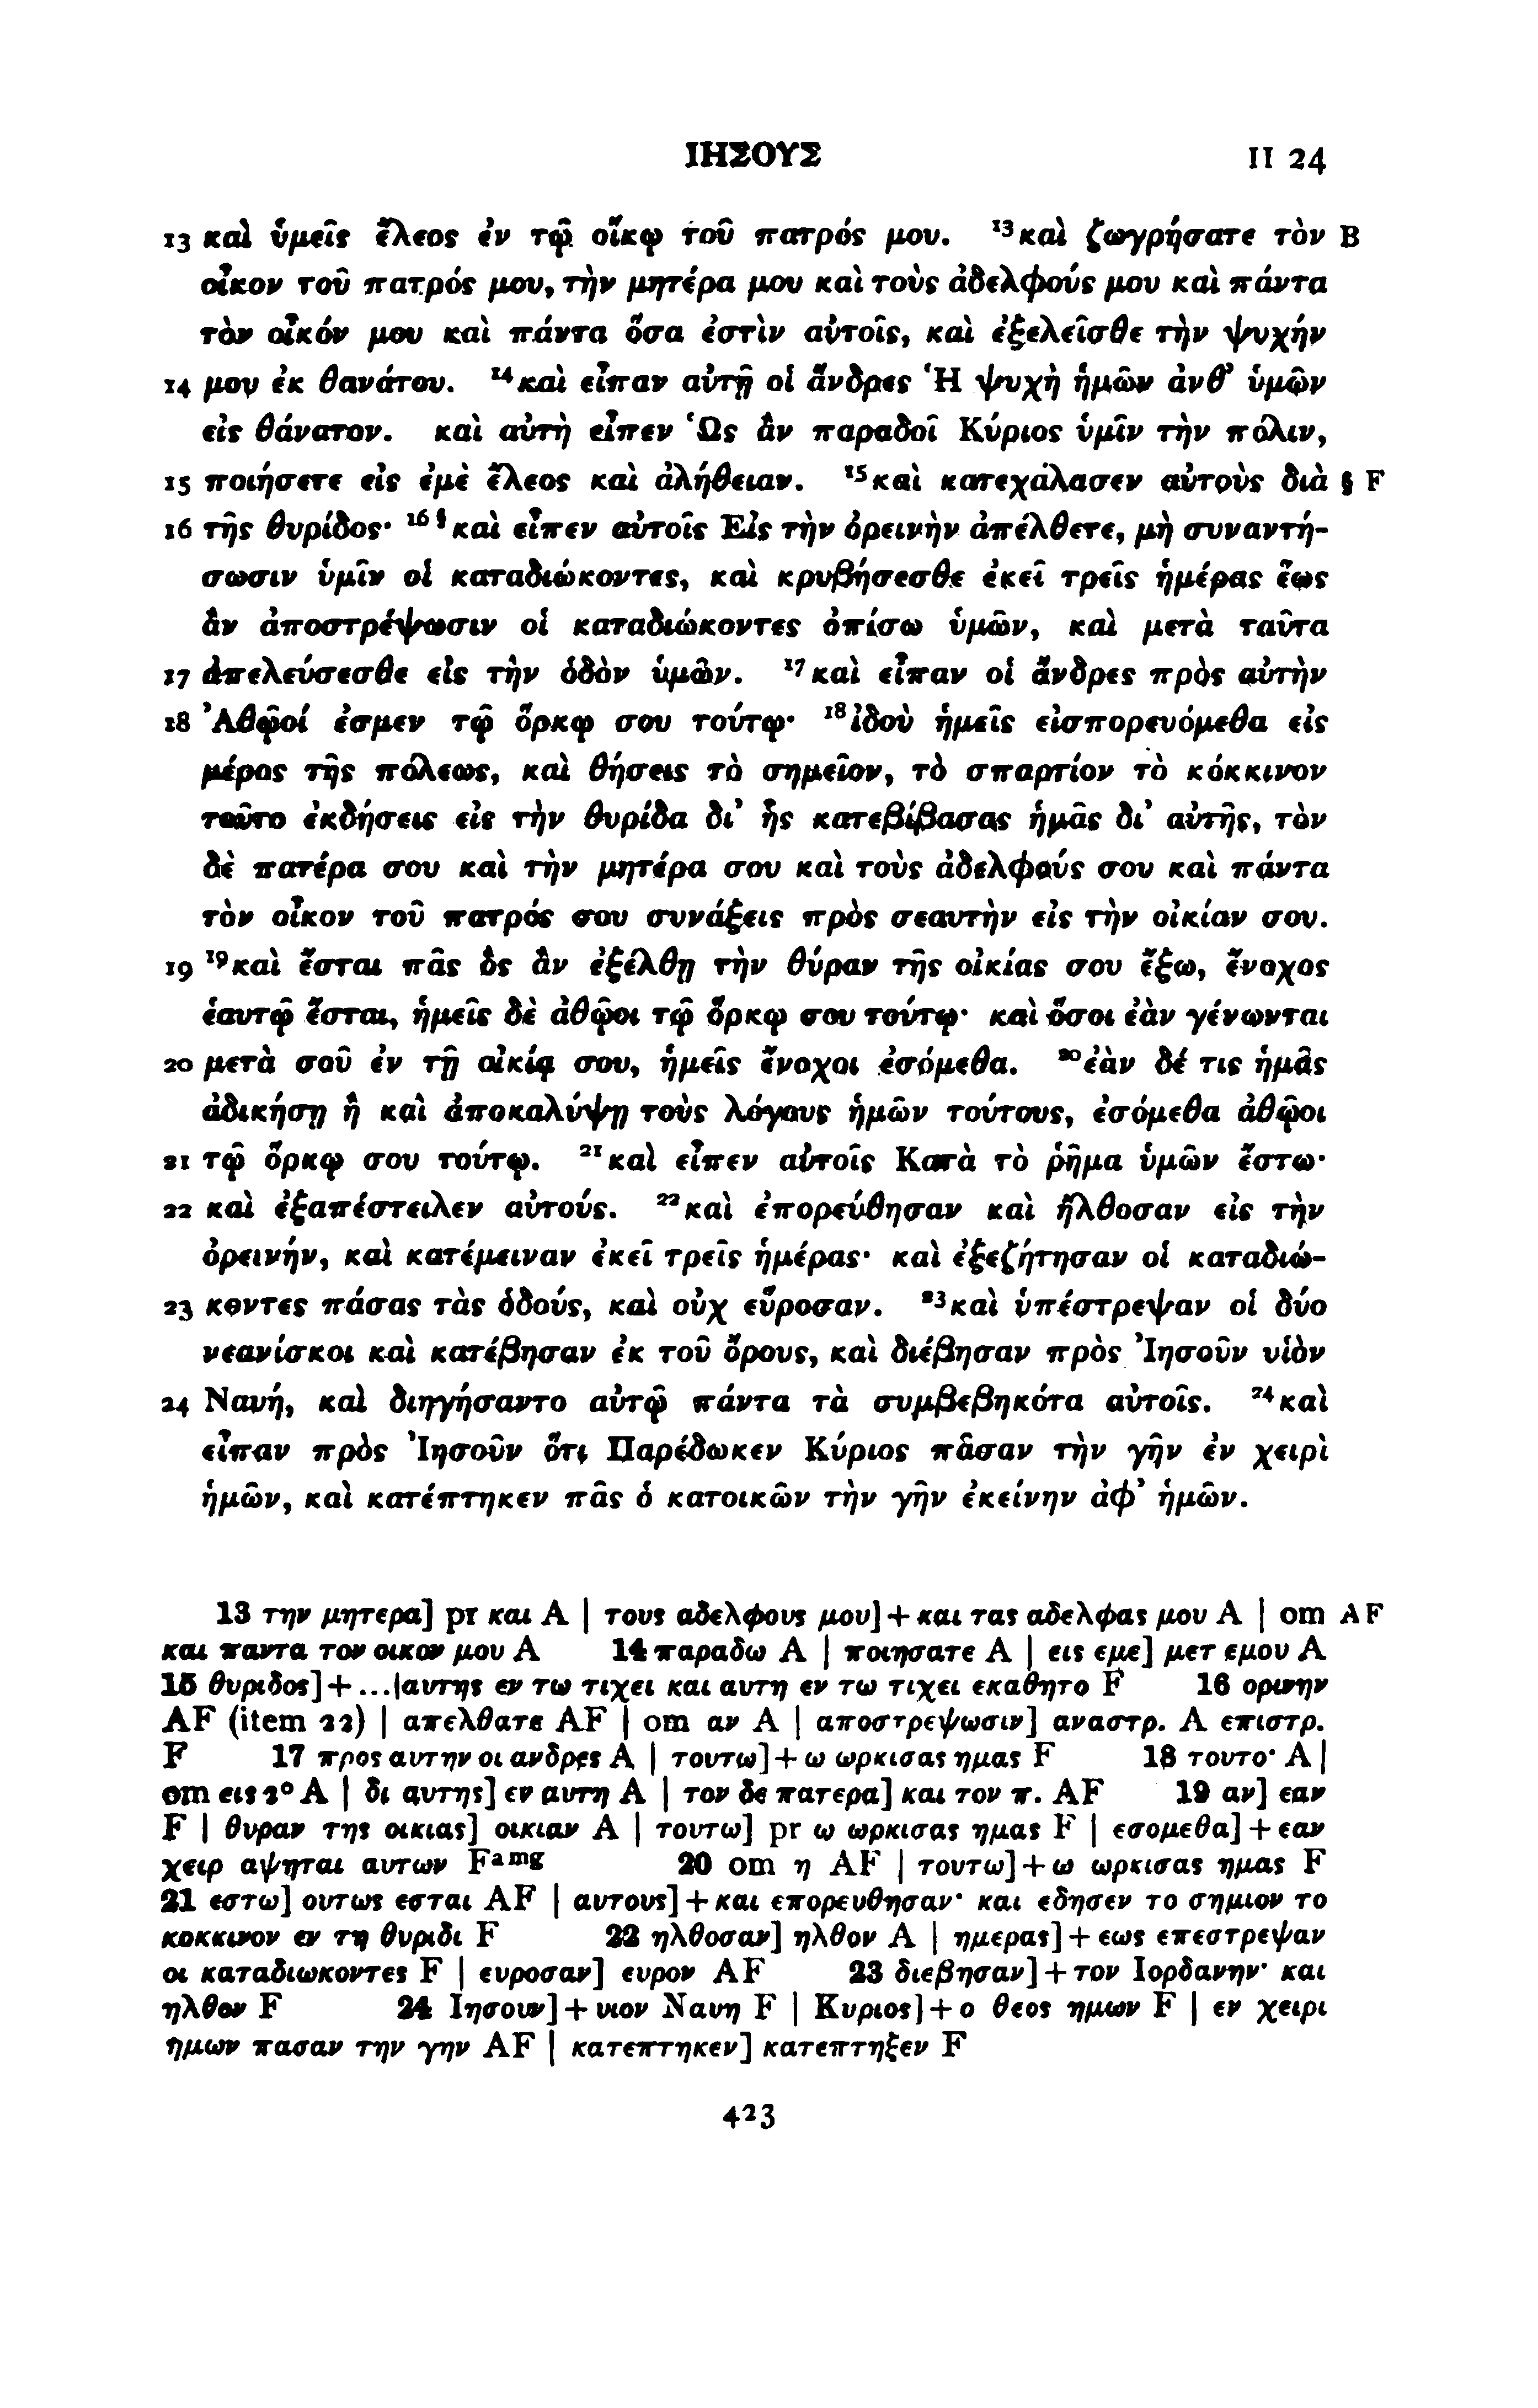 ΙΗΣΟΥΣ II 24
13 καὶ ὑμεῖς ἔλεος ἐν τῷ οἴκῳ τοῦ πατρός μου. ¹³καὶ ζωγρήσατε τὸν B
οἶκον τοῦ πατρός μου, τὴν μητέρα μου καὶ τοὺς ἀδελφούς μου καὶ πάντα
τὸν οἶκόν μου καὶ πάντα ὅσα ἐστὶν αὐτοῖς, καὶ ἐξελεῖσθε τὴν ψυχήν
14 μου ἐκ θανάτου. ¹⁴καὶ εἶπαν αὐτῇ οἱ ἄνδρες Ἡ ψυχὴ ἡμῶν ἀνθ’ ὑμῶν
εἰς θάνατον. καὶ αὐτὴ εἶπεν Ὡς ἂν παραδοῖ Κύριος ὑμῖν τὴν πόλιν,
15 ποιήσετε εἰς ἐμὲ ἔλεος καὶ ἀλήθειαν. ¹⁵καὶ κατεχάλασεν αὐτοὺς διὰ § F
16 τῆς θυρίδος· ¹⁶ §καὶ εἶπεν αὐτοῖς Εἰς τὴν ὀρεινὴν ἀπέλθετε, μὴ συναντή-
σωσιν ὑμῖν οἱ καταδιώκοντες, καὶ κρυβήσεσθε ἐκεῖ τρεῖς ἡμέρας ἕως
ἂν ἀποστρέψωσιν οἱ καταδιώκοντες ὀπίσω ὑμῶν, καὶ μετὰ ταῦτα
17 ἀπελεύσεσθε εἰς τὴν ὁδὸν ὑμῶν. ¹⁷καὶ εἶπαν οἱ ἄνδρες πρὸς αὐτὴν
18 Ἀθῷοί ἐσμεν τῷ ὅρκῳ σου τούτῳ· ¹⁸ἰδοὺ ἡμεῖς εἰσπορευόμεθα εἰς
μέρος τῆς πόλεως, καὶ θήσεις τὸ σημεῖον, τὸ σπαρτίον τὸ κόκκινον
τοῦτο ἐκδήσεις εἰς τὴν θυρίδα δι’ ἧς κατεβίβασας ἡμᾶς δι’ αὐτῆς, τὸν
δὲ πατέρα σου καὶ τὴν μητέρα σου καὶ τοὺς ἀδελφούς σου καὶ πάντα
τὸν οἶκον τοῦ πατρός σου συνάξεις πρὸς σεαυτὴν εἰς τὴν οἰκίαν σου.
19 ¹⁹καὶ ἔσται πᾶς ὃς ἂν ἐξέλθῃ τὴν θύραν τῆς οἰκίας σου ἔξω, ἔνοχος
ἑαυτῷ ἔσται, ἡμεῖς δὲ ἀθῷοι τῷ ὅρκῳ σου τούτῳ· καὶ ὅσοι ἐὰν γένωνται
20 μετὰ σοῦ ἐν τῇ οἰκίᾳ σου, ἡμεῖς ἔνοχοι ἐσόμεθα. ²⁰ἐὰν δέ τις ἡμᾶς
ἀδικήσῃ ἢ καὶ ἀποκαλύψῃ τοὺς λόγους ἡμῶν τούτους, ἐσόμεθα ἀθῷοι
21 τῷ ὅρκῳ σου τούτῳ. ²¹καὶ εἶπεν αὐτοῖς Κατὰ τὸ ῥῆμα ὑμῶν ἔστω·
22 καὶ ἐξαπέστειλεν αὐτούς. ²²καὶ ἐπορεύθησαν καὶ ἤλθοσαν εἰς τὴν
ὀρεινήν, καὶ κατέμειναν ἐκεῖ τρεῖς ἡμέρας· καὶ ἐξεζήτησαν οἱ καταδιώ-
23 κοντες πάσας τὰς ὁδούς, καὶ οὐχ εὕροσαν. ²³καὶ ὑπέστρεψαν οἱ δύο
νεανίσκοι καὶ κατέβησαν ἐκ τοῦ ὄρους, καὶ διέβησαν πρὸς Ἰησοῦν υἱὸν
24 Ναυή, καὶ διηγήσαντο αὐτῷ πάντα τὰ συμβεβηκότα αὐτοῖς. ²⁴καὶ
εἶπαν πρὸς Ἰησοῦν ὅτι Παρέδωκεν Κύριος πᾶσαν τὴν γῆν ἐν χειρὶ
ἡμῶν, καὶ κατέπτηκεν πᾶς ὁ κατοικῶν τὴν γῆν ἐκείνην ἀφ’ ἡμῶν.
13 την μητερα] pr και A | τους αδελφους μου] + και τας αδελφας μου A | om AF
και παντα τον οικον μου A 14 παραδω A | ποιησατε A | εις εμε] μετ εμου A
15 θυριδος] + ...|αυτης εν τω τιχει και αυτη εν τω τιχει εκαθητο F 16 ορινην
AF (item 22) | απελθατε AF | om αν A | αποστρεψωσιν] αναστρ. A επιστρ.
F 17 προς αυτην οι ανδρες A | τουτω] + ω ωρκισας ημας F 18 τουτο· A |
om εις 2° A | δι αυτης] εν αυτη A | τον δε πατερα] και τον π. AF 19 αν] εαν
F | θυραν της οικιας] οικιαν A | τουτω] pr ω ωρκισας ημας F | εσομεθα] + εαν
χειρ αψηται αυτων Fᵃᵐᵍ 20 om η AF | τουτω] + ω ωρκισας ημας F
21 εστω] ουτως εσται AF | αυτους] + και επορευθησαν· και εδησεν το σημιον το
κοκκινον εν τη θυριδι F 22 ηλθοσαν] ηλθον A | ημερας] + εως επεστρεψαν
οι καταδιωκοντες F | ευροσαν] ευρον AF 23 διεβησαν] + τον Ιορδανην· και
ηλθον F 24 Ιησουν] + υιον Ναυη F | Κυριος] + ο θεος ημων F | εν χειρι
ημων πασαν την γην AF | κατεπτηκεν] κατεπτηξεν F
423